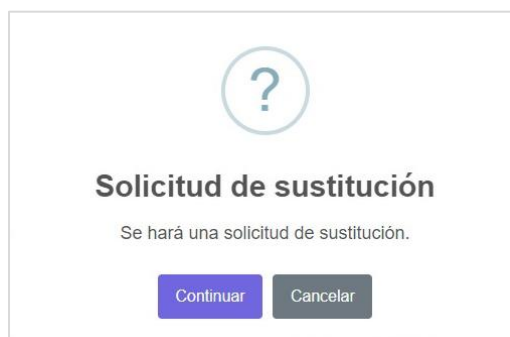 ?
Solicitud de sustitución
Se hará una solicitud de sustitución.
Continuar Cancelar